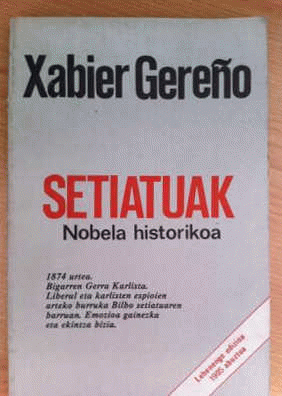 Xabier Gereño
SETIATUAK
Nobela historikoa
1874 urtea.
Bigarren Gerra Karlista.
Liberal eta karlisten espioien
arteko burruka Bilbo setiatuaren
barruan. Emozioa gainezka
eta ekintza bizia.
Lehenengo edizioa
1985 abuztua